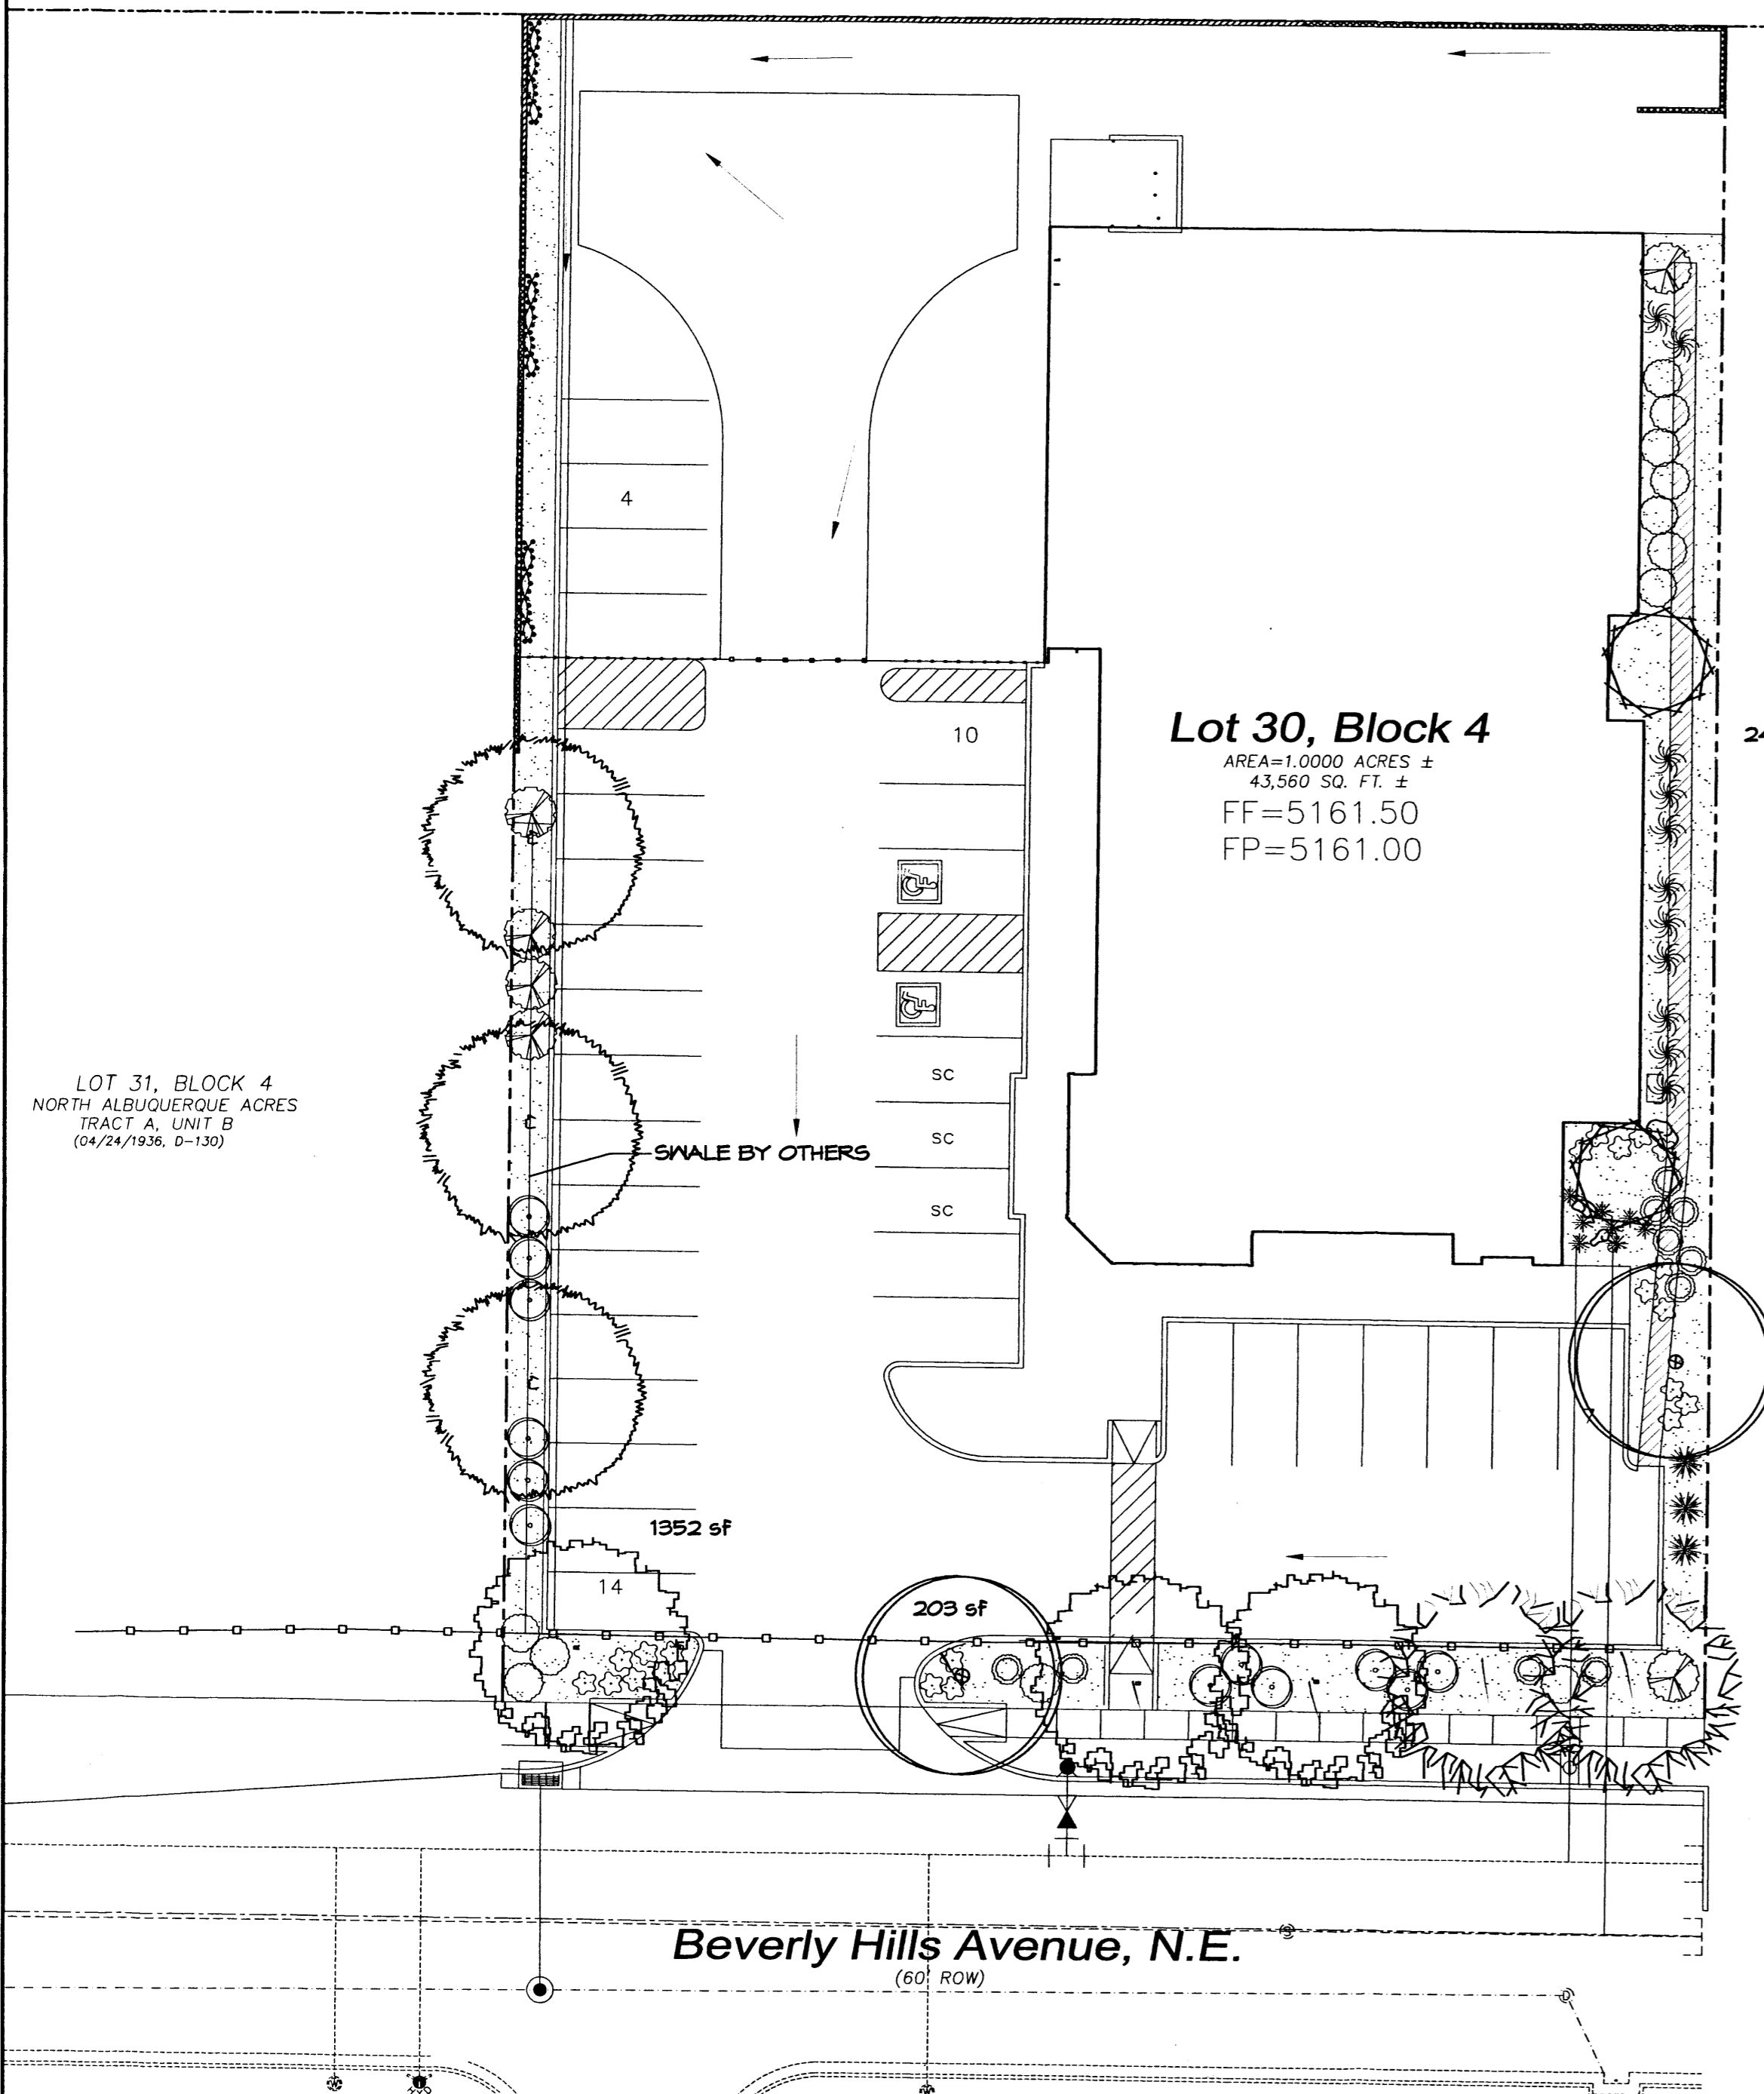 4
10
Lot 30, Block 4
AREA=1.0000 ACRES ±
43,560 SQ. FT. ±
FF=5161.50
FP=5161.00
24
LOT 31, BLOCK 4
NORTH ALBUQUERQUE ACRES
TRACT A, UNIT B
(04/24/1936, D-130)
SC
SC
SC
SWALE BY OTHERS
7
1352 sf
14
203 sf
Beverly Hills Avenue, N.E.
(60' ROW)
S
D
W
W